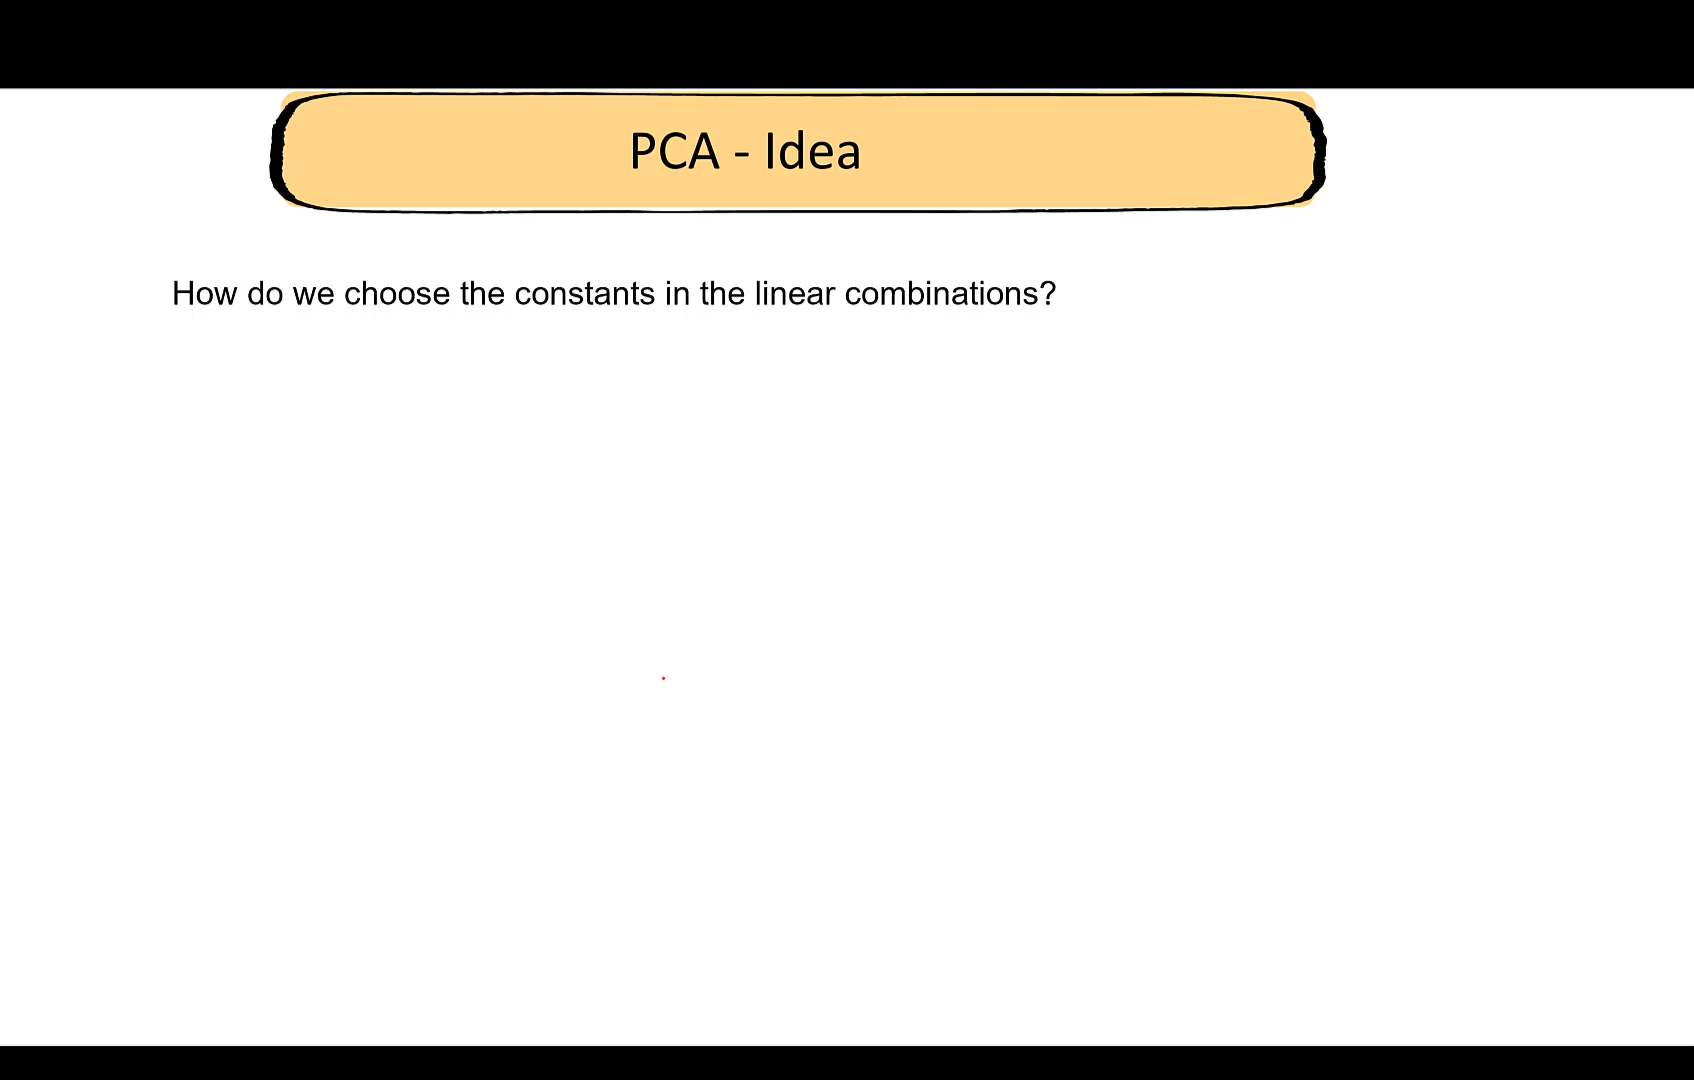 PCA - Idea
How do we choose the constants in the linear combinations?